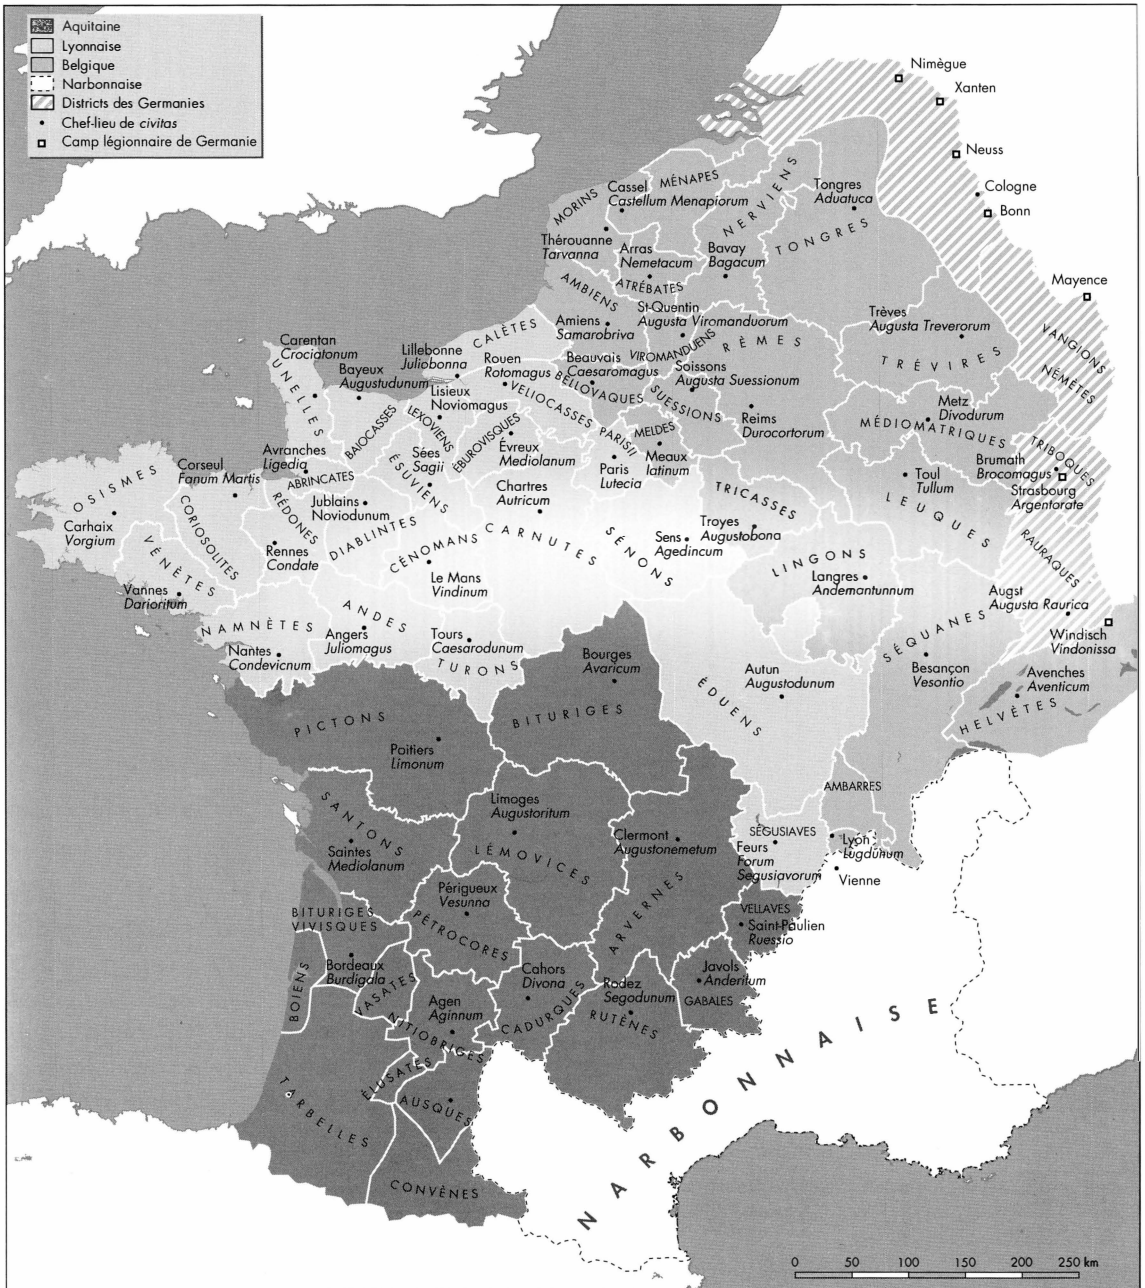 Aquitaine
Lyonnaise
Belgique
Narbonnaise
Districts des Germanies
Chef-lieu de civitas
Camp légionnaire de Germanie
Nimègue
Xanten
Neuss
Cologne
Bonn
Mayence
MÉNAPES
Cassel
Castellum Menapiorum
MORINS
NERVIENS
Tongres
Aduatuca
TONGRES
Thérouanne
Tarvanna
Arras
Nemetacum
Bavay
Bagacum
ATRÉBATES
AMBIENS
St-Quentin
Augusta Viromanduorum
Trèves
Augusta Treverorum
VANGIONS
CALÈTES
Amiens
Samarobriva
VIROMANDUENS
RÈMES
TRÉVIRES
NÉMÈTES
Carentan
Crociatonum
UNELLES
Bayeux
Augustudunum
Lillebonne
Juliobonna
Rouen
Rotomagus
Beauvais
Caesaromagus
BELLOVAQUES
Soissons
Augusta Suessionum
SUESSIONS
Metz
Divodurum
Lisieux
Noviomagus
VELIOCASSES
Reims
Durocortorum
MÉDIOMATRIQUES
BAIOCASSES
LEXOVIENS
PARISII
MELDES
TRIBOQUES
Avranches
Ligedia
Sées
Sagii
ÉBUROVISQUES
Évreux
Mediolanum
Meaux
Iatinum
Brumath
Brocomagus
OSISMES
Corseul
Fanum Martis
ABRINCATES
ÉSUVIENS
Paris
Lutecia
Toul
Tullum
Strasbourg
Argentorate
Jublains
Noviodunum
Chartres
Autricum
TRICASSES
LEUQUES
Carhaix
Vorgium
CORIOSOLITES
RÉDONES
DIABLINTES
CARNUTES
SÉNONS
Troyes
Augustobona
Rennes
Condate
CÉNOMANS
Sens
Agedincum
LINGONS
RAURAQUES
VÉNÈTES
Le Mans
Vindinum
Langres
Andemantunnum
Vannes
Darioritum
Augst
Augusta Raurica
NAMNÈTES
ANDES
Angers
Juliomagus
Tours
Caesarodunum
TURONS
SÉQUANES
Windisch
Vindonissa
Nantes
Condevicnum
Bourges
Avaricum
Autun
Augustodunum
Besançon
Vesontio
Avenches
Aventicum
ÉDUENS
HELVÈTES
PICTONS
BITURIGES
Poitiers
Limonum
AMBARRES
SANTONS
Limoges
Augustoritum
Clermont
Augustonemetum
SÉGUSIAVES
Feurs
Forum
Segusiavorum
Lyon
Lugdunum
Saintes
Mediolanum
LÉMOVICES
Vienne
Périgueux
Vesunna
ARVERNES
BITURIGES
VIVISQUES
PÉTROCORES
VELLAVES
Saint-Paulien
Ruessio
Bordeaux
Burdigala
BOIENS
VASATES
Cahors
Divona
Rodez
Segodunum
Javols
Anderitum
Agen
Aginnum
CADURQUES
GABALES
NITIOBRIGES
RUTÈNES
ÉLUSATES
AUSQUES
TARBELLES
CONVÈNES
NARBONNAISE
0 50 100 150 200 250 km